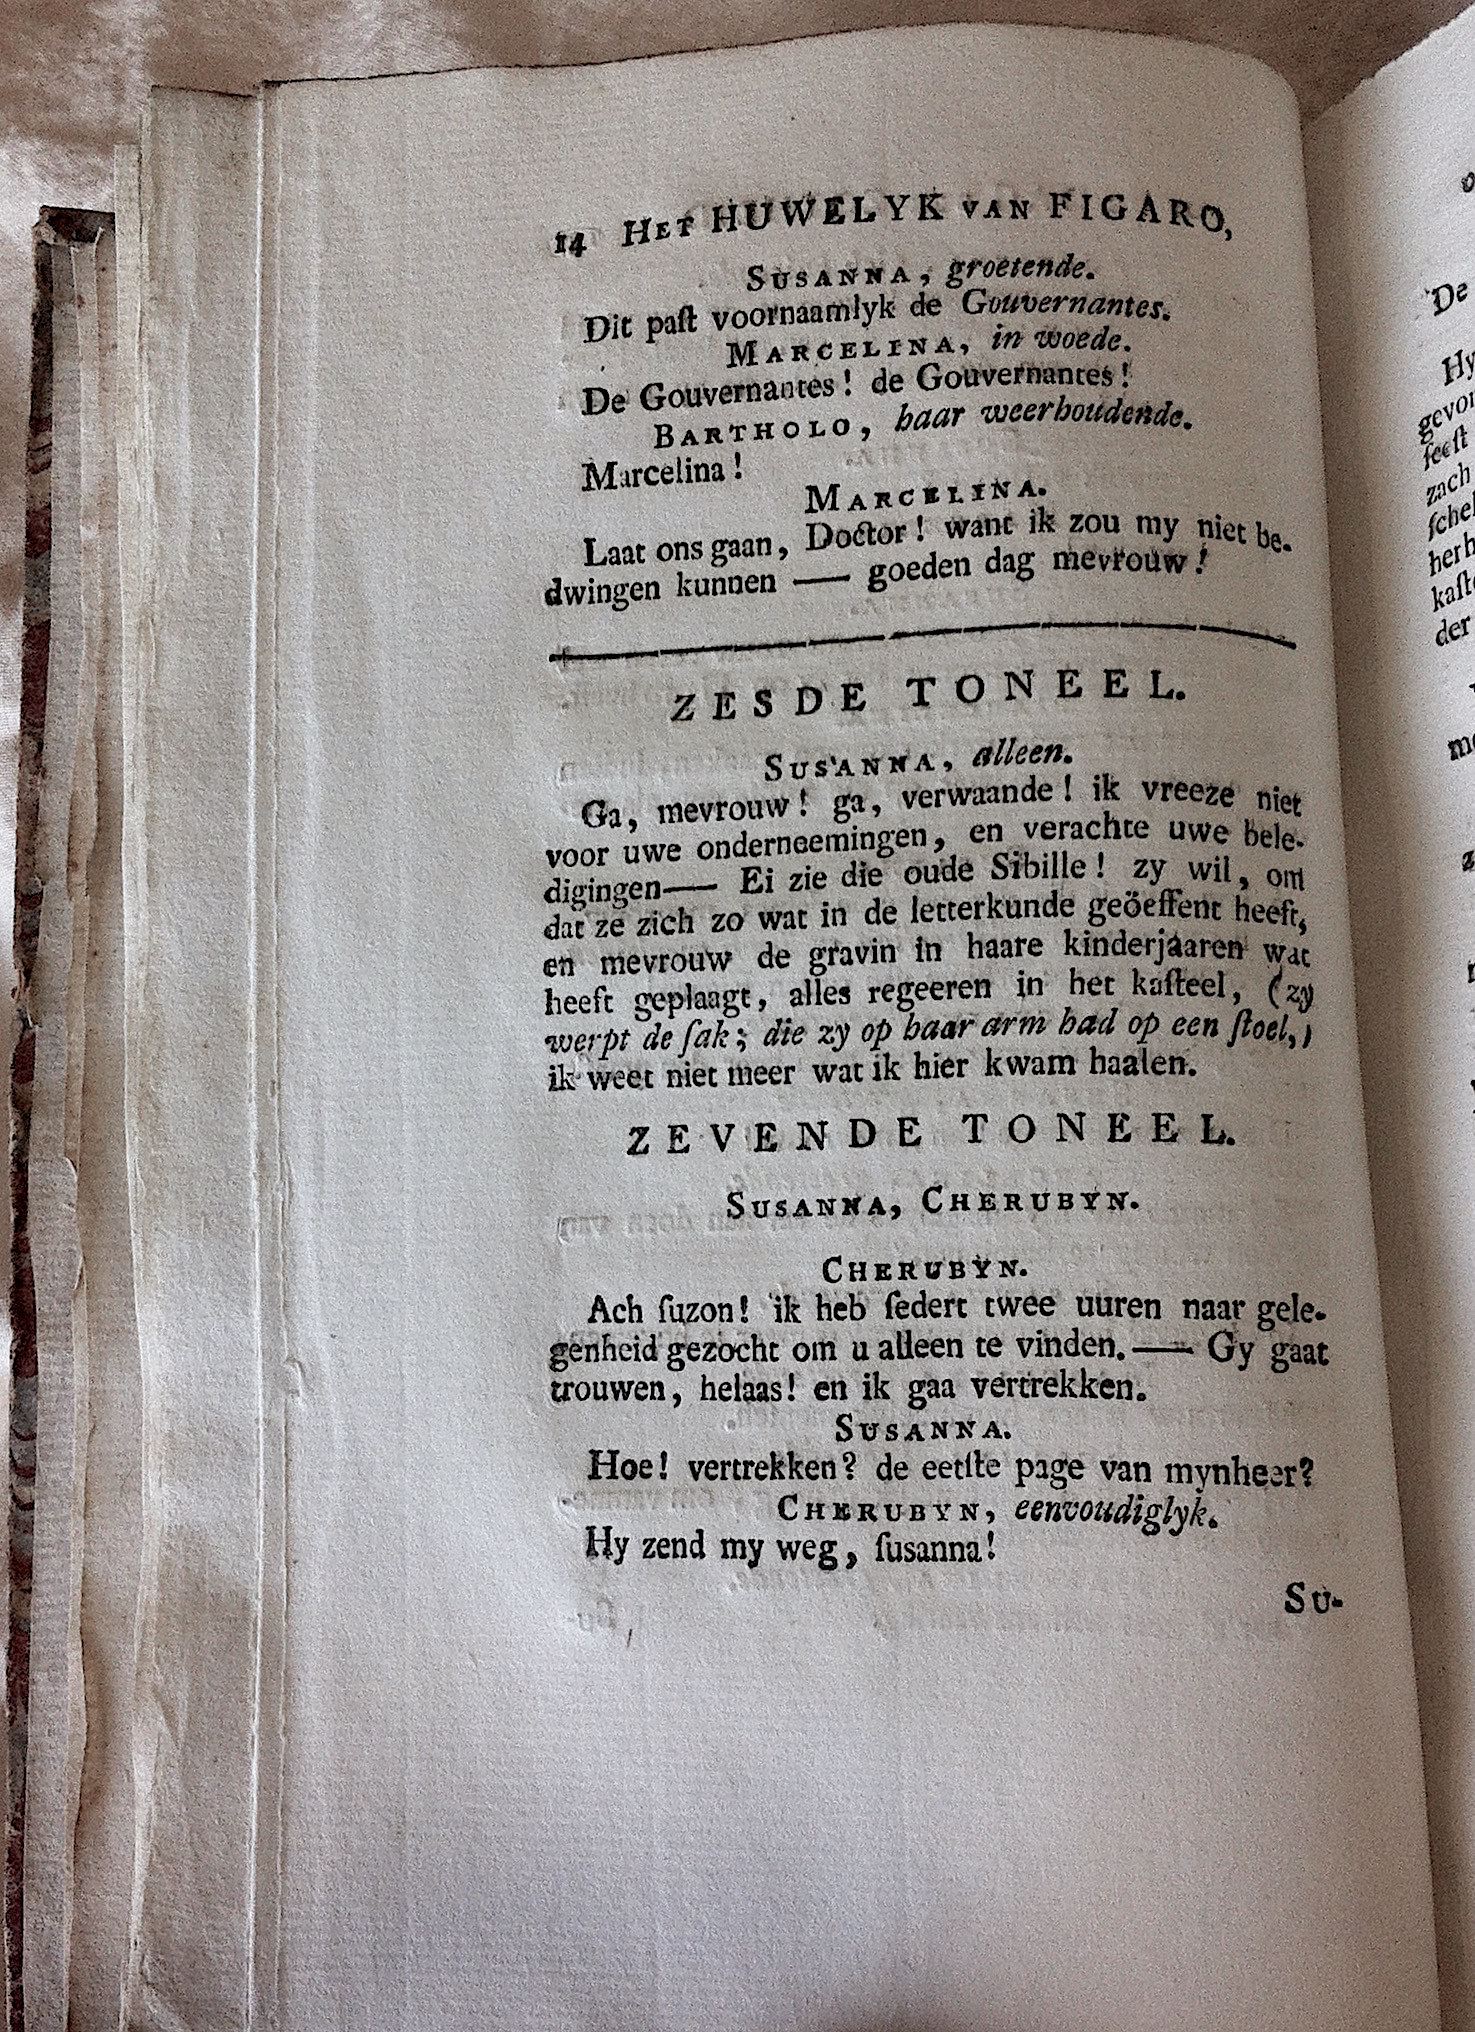 14 HET HUWELYK VAN FIGARO,
SUSANNA, groetende.
Dit paſt voornaamlyk de Gouvernantes.
MARCELINA, in woede.
De Gouvernantes! de Gouvernantes!
BARTHOLO, haar weerhoudende.
Marcelina!
MARCELINA.
Laat ons gaan, Doctor! want ik zou my niet be-
dwingen kunnen — goeden dag mevrouw!
ZESDE TONEEL.
SUSANNA, alleen.
Ga, mevrouw! ga, verwaande! ik vreeze niet
voor uwe onderneemingen, en verachte uwe bele-
digingen— Ei zie die oude Sibille! zy wil, om
dat ze zich zo wat in de letterkunde geöeffent heeft,
en mevrouw de gravin in haare kinderjaaren wat
heeft geplaagt, alles regeeren in het kaſteel, (zy
werpt de ſak; die zy op haar arm had op een ſtoel,)
ik weet niet meer wat ik hier kwam haalen.
ZEVENDE TONEEL.
SUSANNA, CHERUBYN.
CHERUBYN.
Ach ſuzon! ik heb ſedert twee uuren naar gele-
genheid gezocht om u alleen te vinden.— Gy gaat
trouwen, helaas! en ik gaa vertrekken.
SUSANNA.
Hoe! vertrekken? de eerſte page van mynheer?
CHERUBYN, eenvoudiglyk.
Hy zend my weg, ſusanna!
SU-
De
Hy
gevon
feeſt
zach
ſchel
herh
kaſte
der